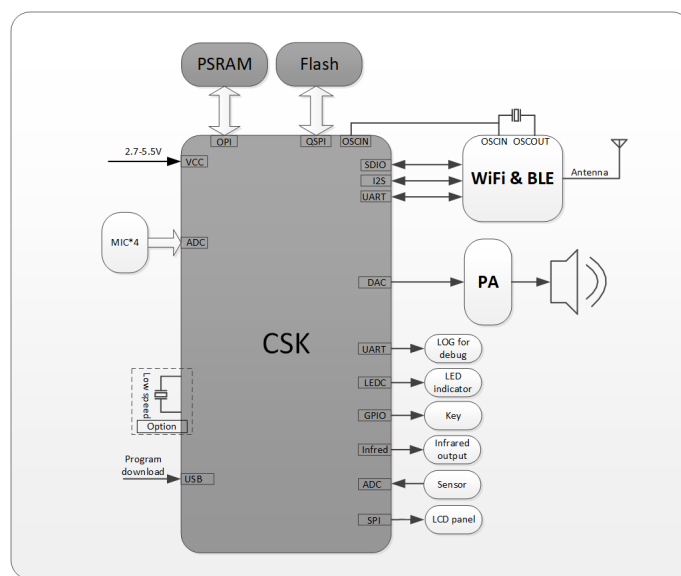 PSRAM
Flash
OPI
QSPI
OSCIN
OSCIN
OSCOUT
2.7-5.5V
VCC
SDIO
I2S
UART
WiFi & BLE
Antenna
MIC*4
ADC
DAC
PA
CSK
UART
LOG for
debug
LEDC
LED
indicator
Low speed
Option
GPIO
Key
Infred
Infrared
output
Program
download
USB
ADC
Sensor
SPI
LCD panel